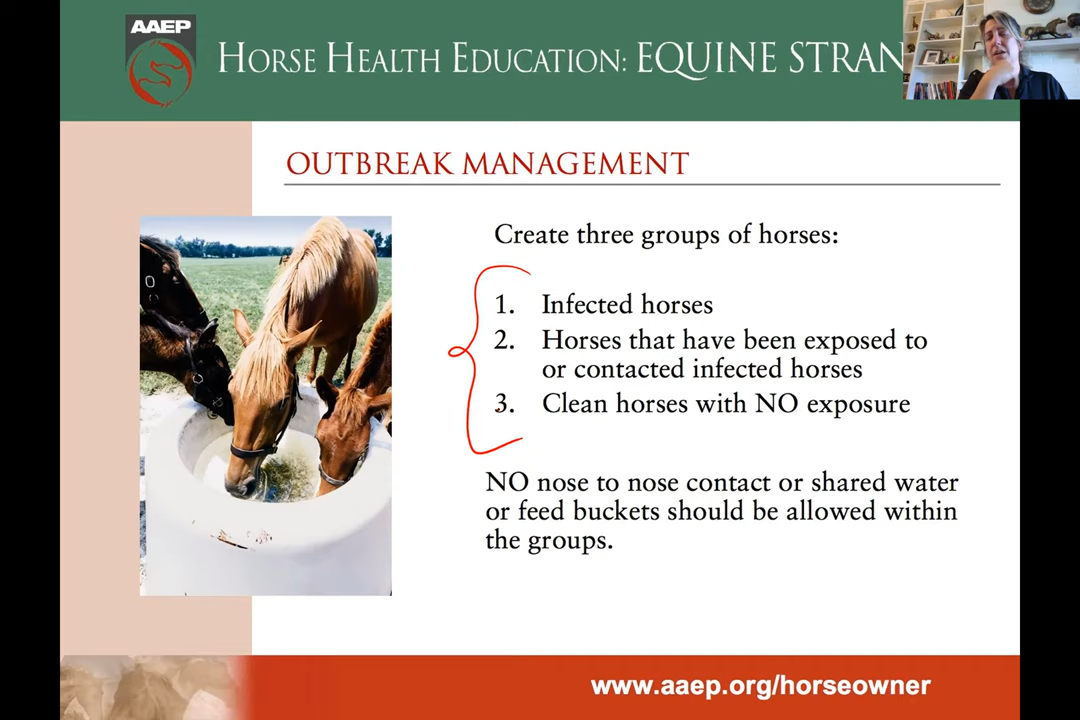 AAEP
HORSE HEALTH EDUCATION: EQUINE STRAN
OUTBREAK MANAGEMENT
Create three groups of horses:
1. Infected horses
2. Horses that have been exposed to
or contacted infected horses
3. Clean horses with NO exposure
NO nose to nose contact or shared water
or feed buckets should be allowed within
the groups.
www.aaep.org/horseowner